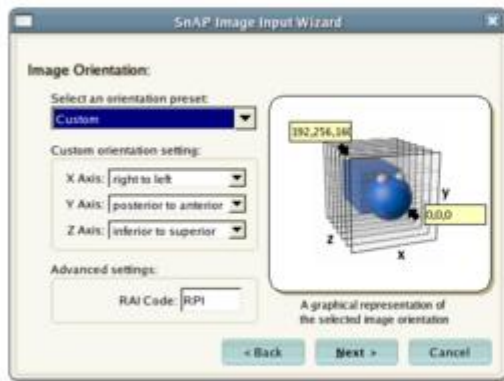 SnAP Image Input Wizard
Image Orientation:
Select an orientation preset:
Custom
Custom orientation setting:
X Axis: right to left
Y Axis: posterior to anterior
Z Axis: inferior to superior
Advanced settings:
RAI Code: RPI
192,256,160
0,0,0
y
z
x
A graphical representation of
the selected image orientation
< Back
Next >
Cancel